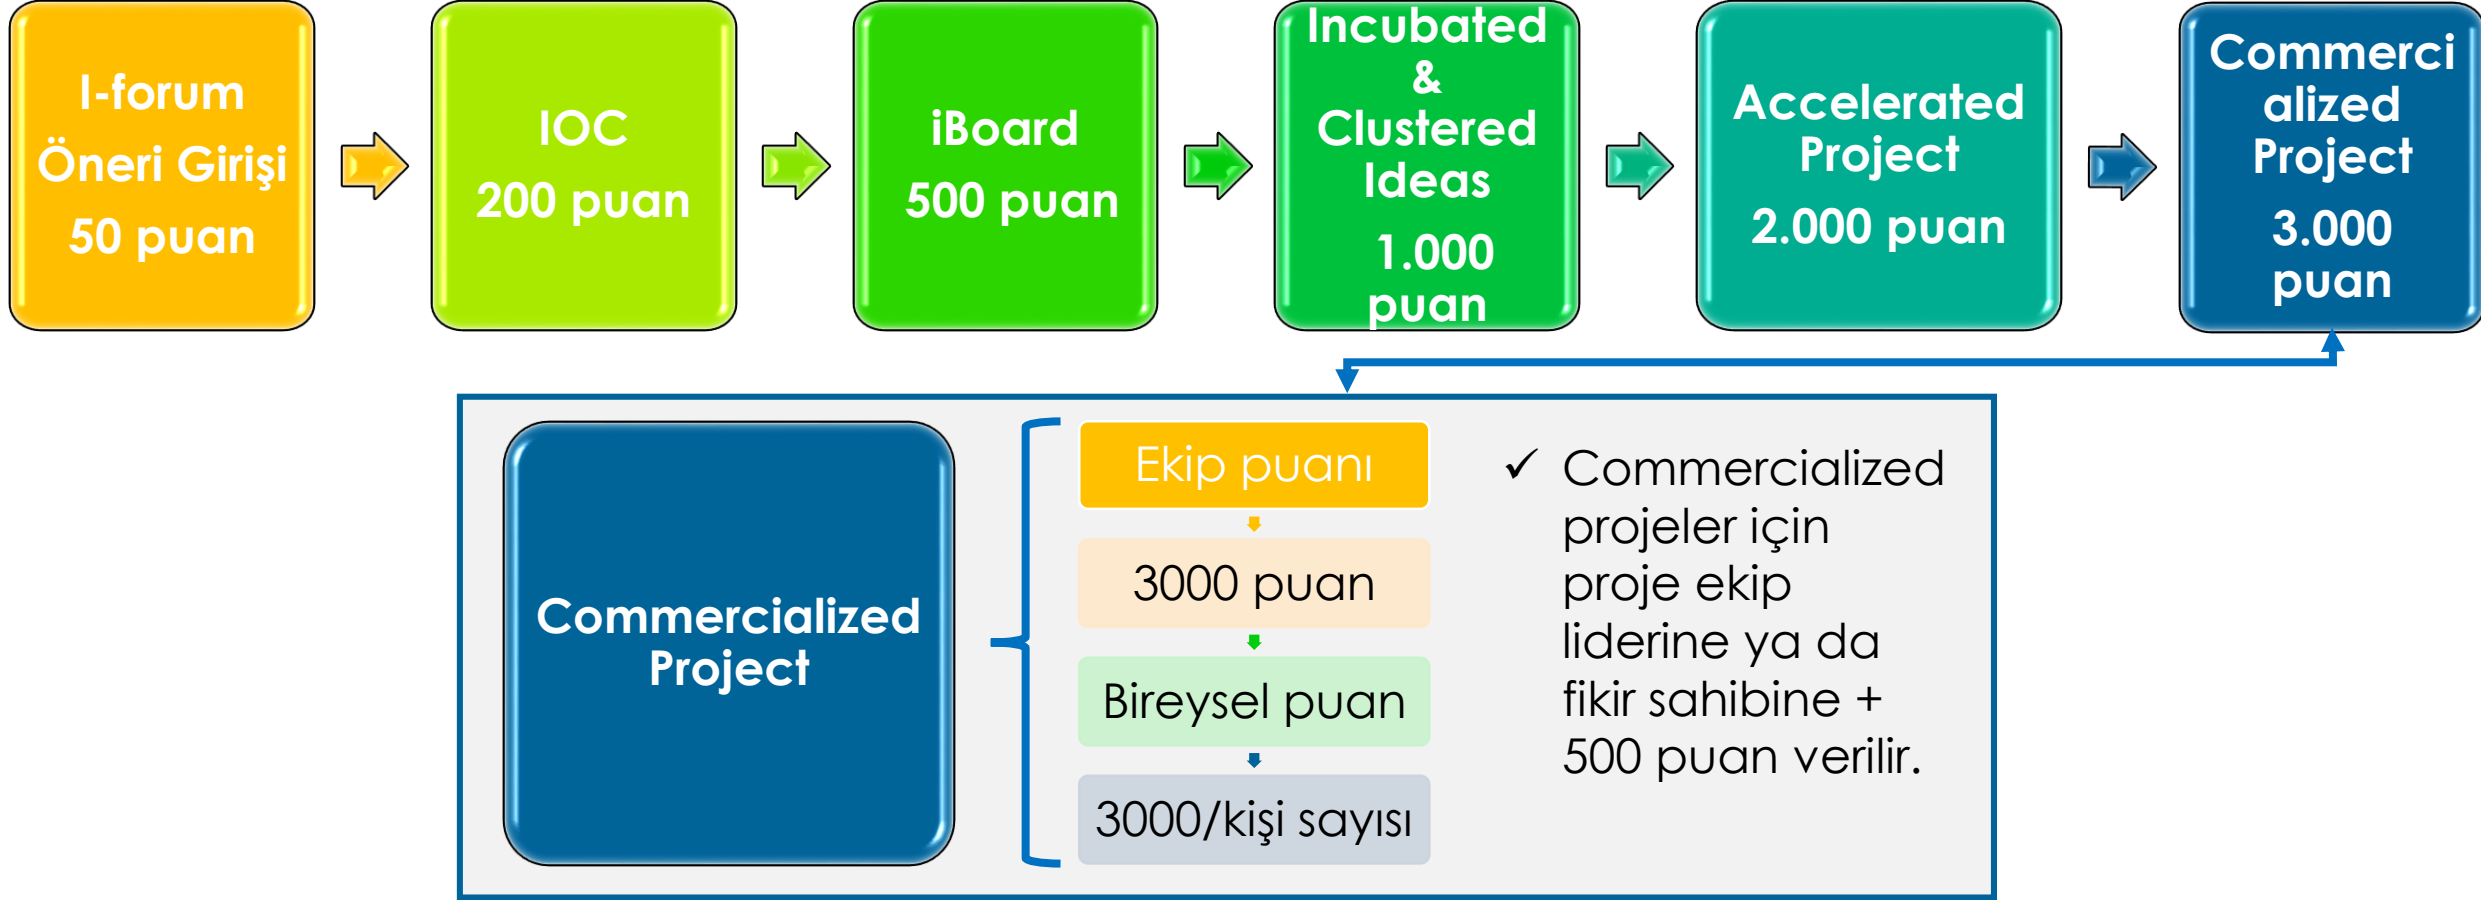 I-forum
Öneri Girişi
50 puan
IOC
200 puan
iBoard
500 puan
Incubated
&
Clustered
Ideas
1.000
puan
Accelerated
Project
2.000 puan
Commerci
alized
Project
3.000
puan
Commercialized
Project
Ekip puanı
3000 puan
Bireysel puan
3000/kişi sayısı
✓ Commercialized
projeler için
proje ekip
liderine ya da
fikir sahibine +
500 puan verilir.